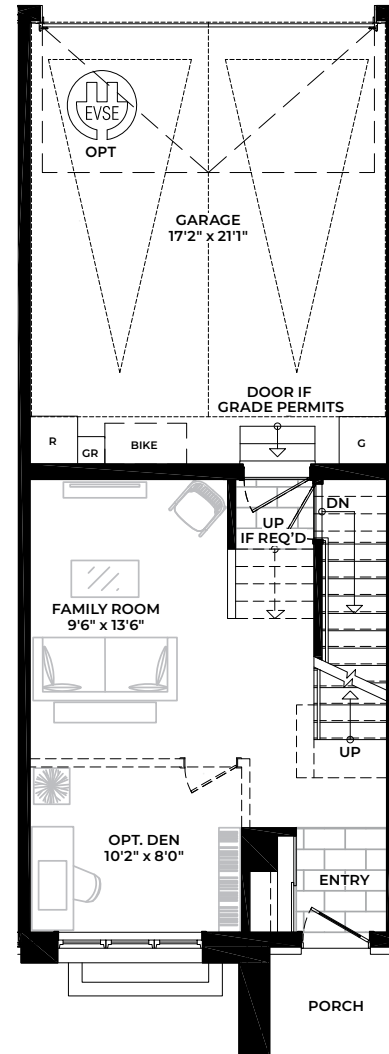 EVSE
OPT
GARAGE
17'2" x 21'1"
DOOR IF
GRADE PERMITS
R
GR
BIKE
G
UP
IF REQ'D
DN
FAMILY ROOM
9'6" x 13'6"
UP
OPT. DEN
10'2" x 8'0"
ENTRY
PORCH